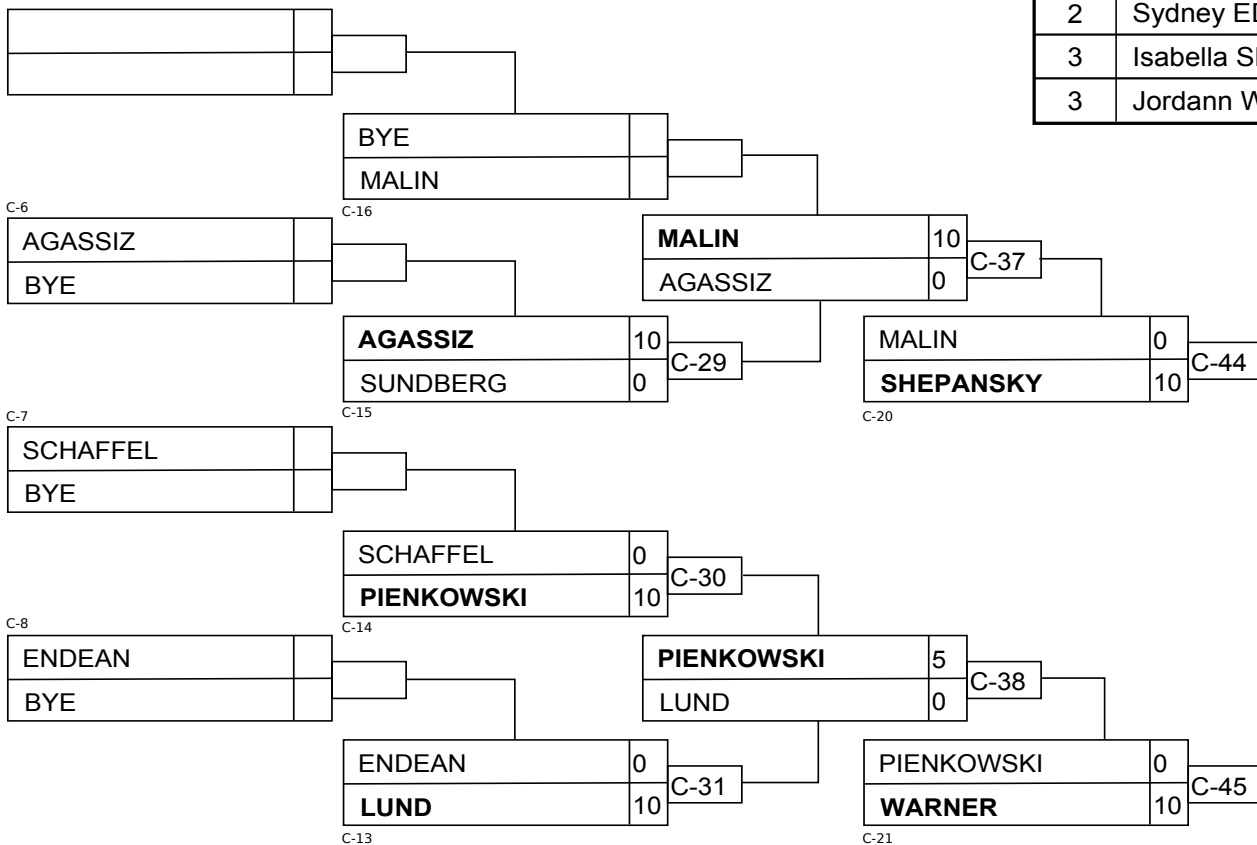 2 Sydney
3 Isabella
3 Jordann
BYE
MALIN
C-6
C-16
AGASSIZ
BYE
MALIN 10
AGASSIZ 0
C-37
AGASSIZ 10
SUNDBERG 0
C-29
MALIN 0
SHEPANSKY 10
C-44
C-7
C-15
C-20
SCHAFFEL
BYE
SCHAFFEL 0
PIENKOWSKI 10
C-30
C-8
C-14
ENDEAN
BYE
PIENKOWSKI 5
LUND 0
C-38
ENDEAN 0
LUND 10
C-31
PIENKOWSKI 0
WARNER 10
C-45
C-13
C-21